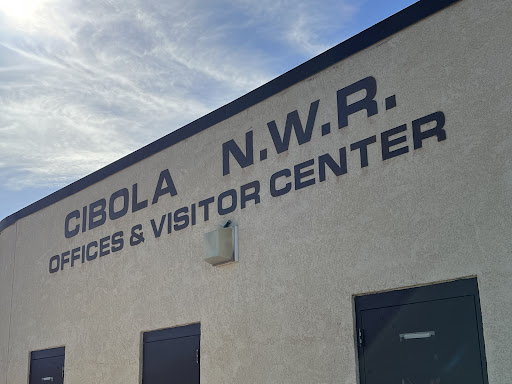 CIBOLA N.W.R.
OFFICES & VISITOR CENTER